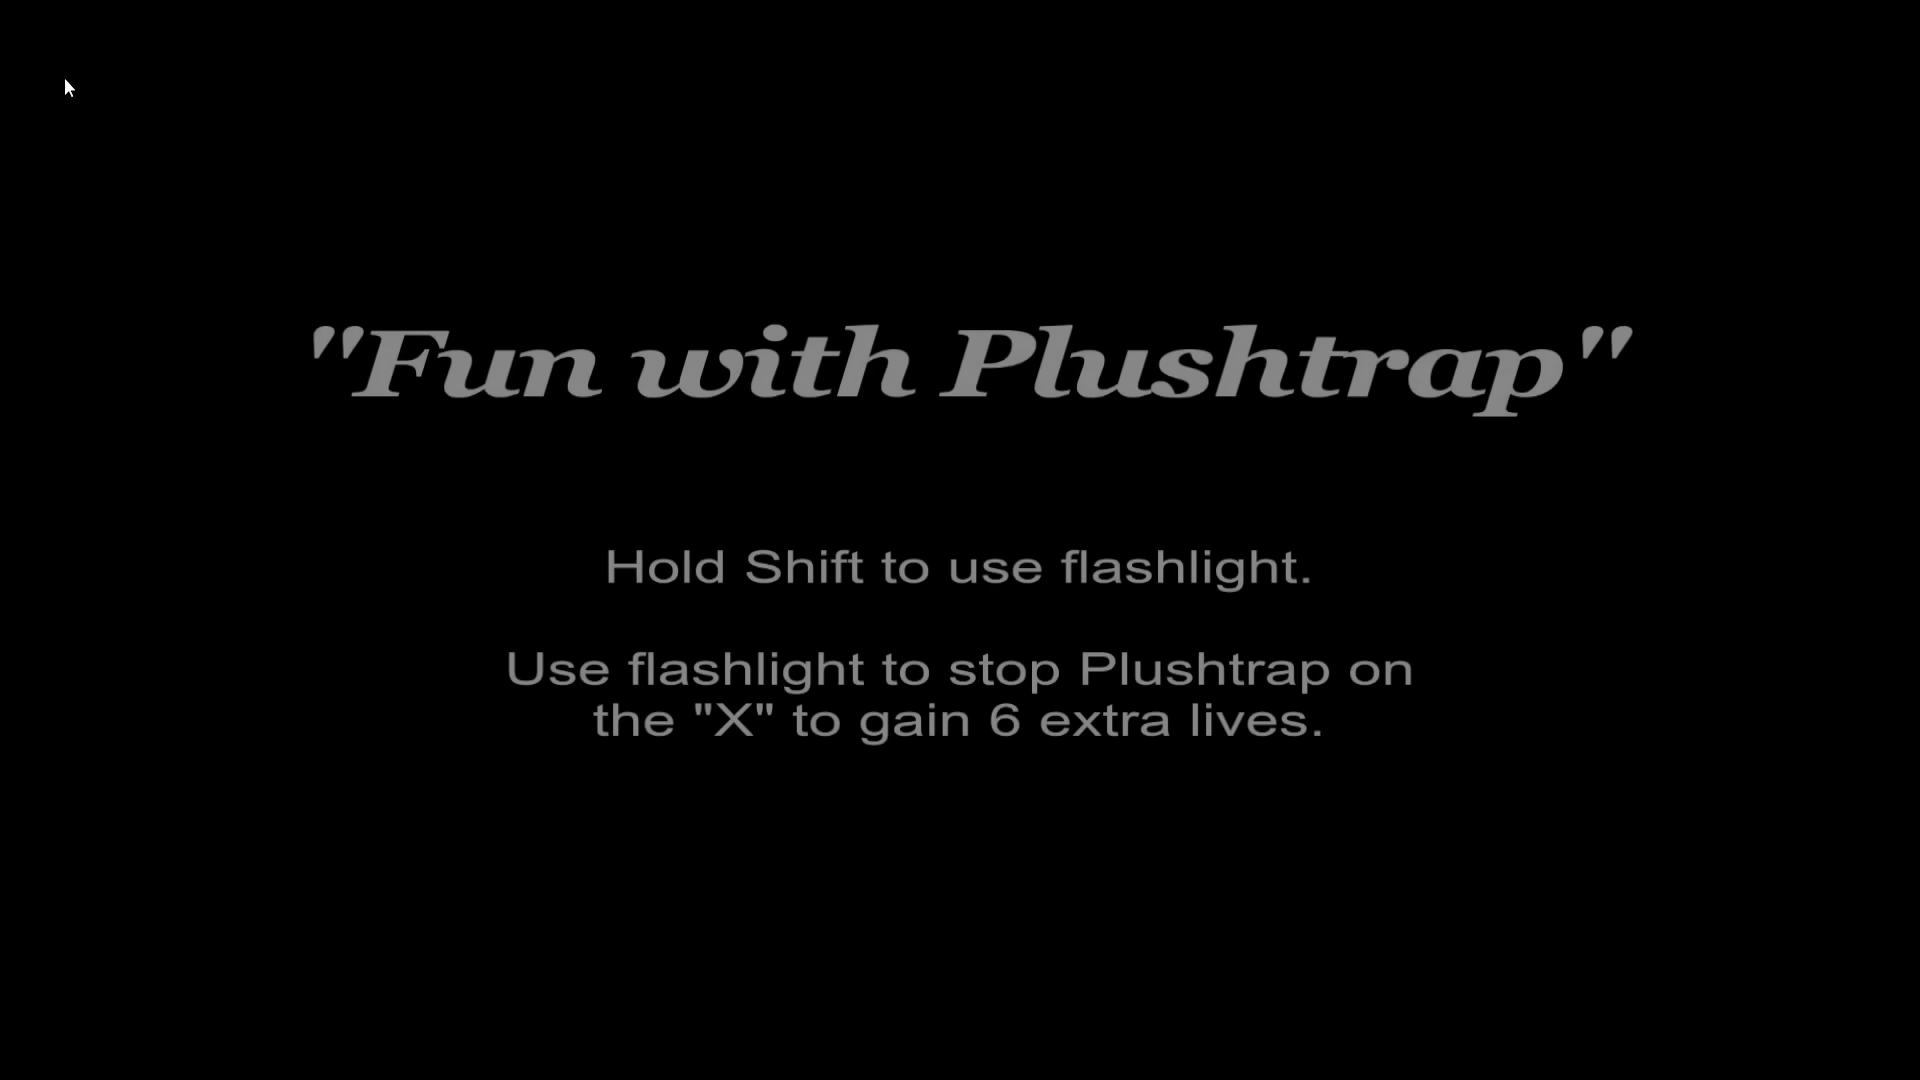 "Fun with Plushtrap"
Hold Shift to use flashlight.
Use flashlight to stop Plushtrap on
the "X" to gain 6 extra lives.